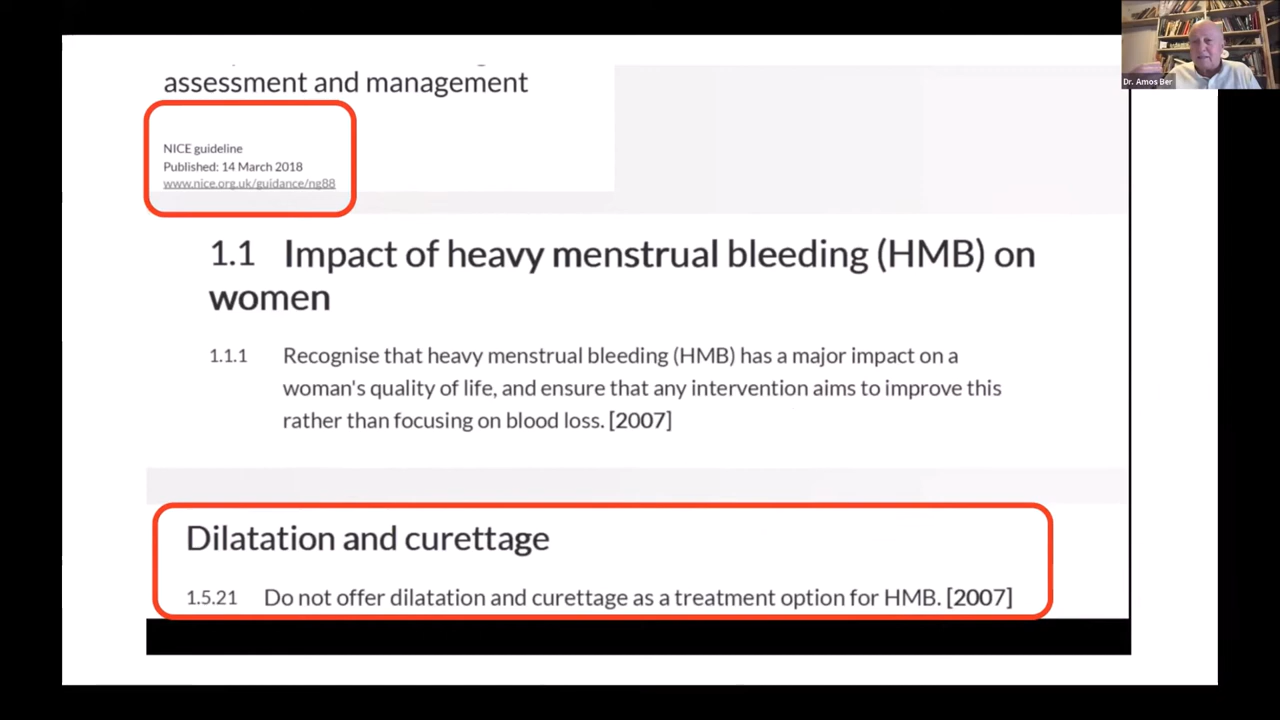 assessment and management
NICE guideline
Published: 14 March 2018
www.nice.org.uk/guidance/ng88
1.1 Impact of heavy menstrual bleeding (HMB) on
women
1.1.1 Recognise that heavy menstrual bleeding (HMB) has a major impact on a
woman's quality of life, and ensure that any intervention aims to improve this
rather than focusing on blood loss. [2007]
Dilatation and curettage
1.5.21 Do not offer dilatation and curettage as a treatment option for HMB. [2007]
Dr. Amos Ber